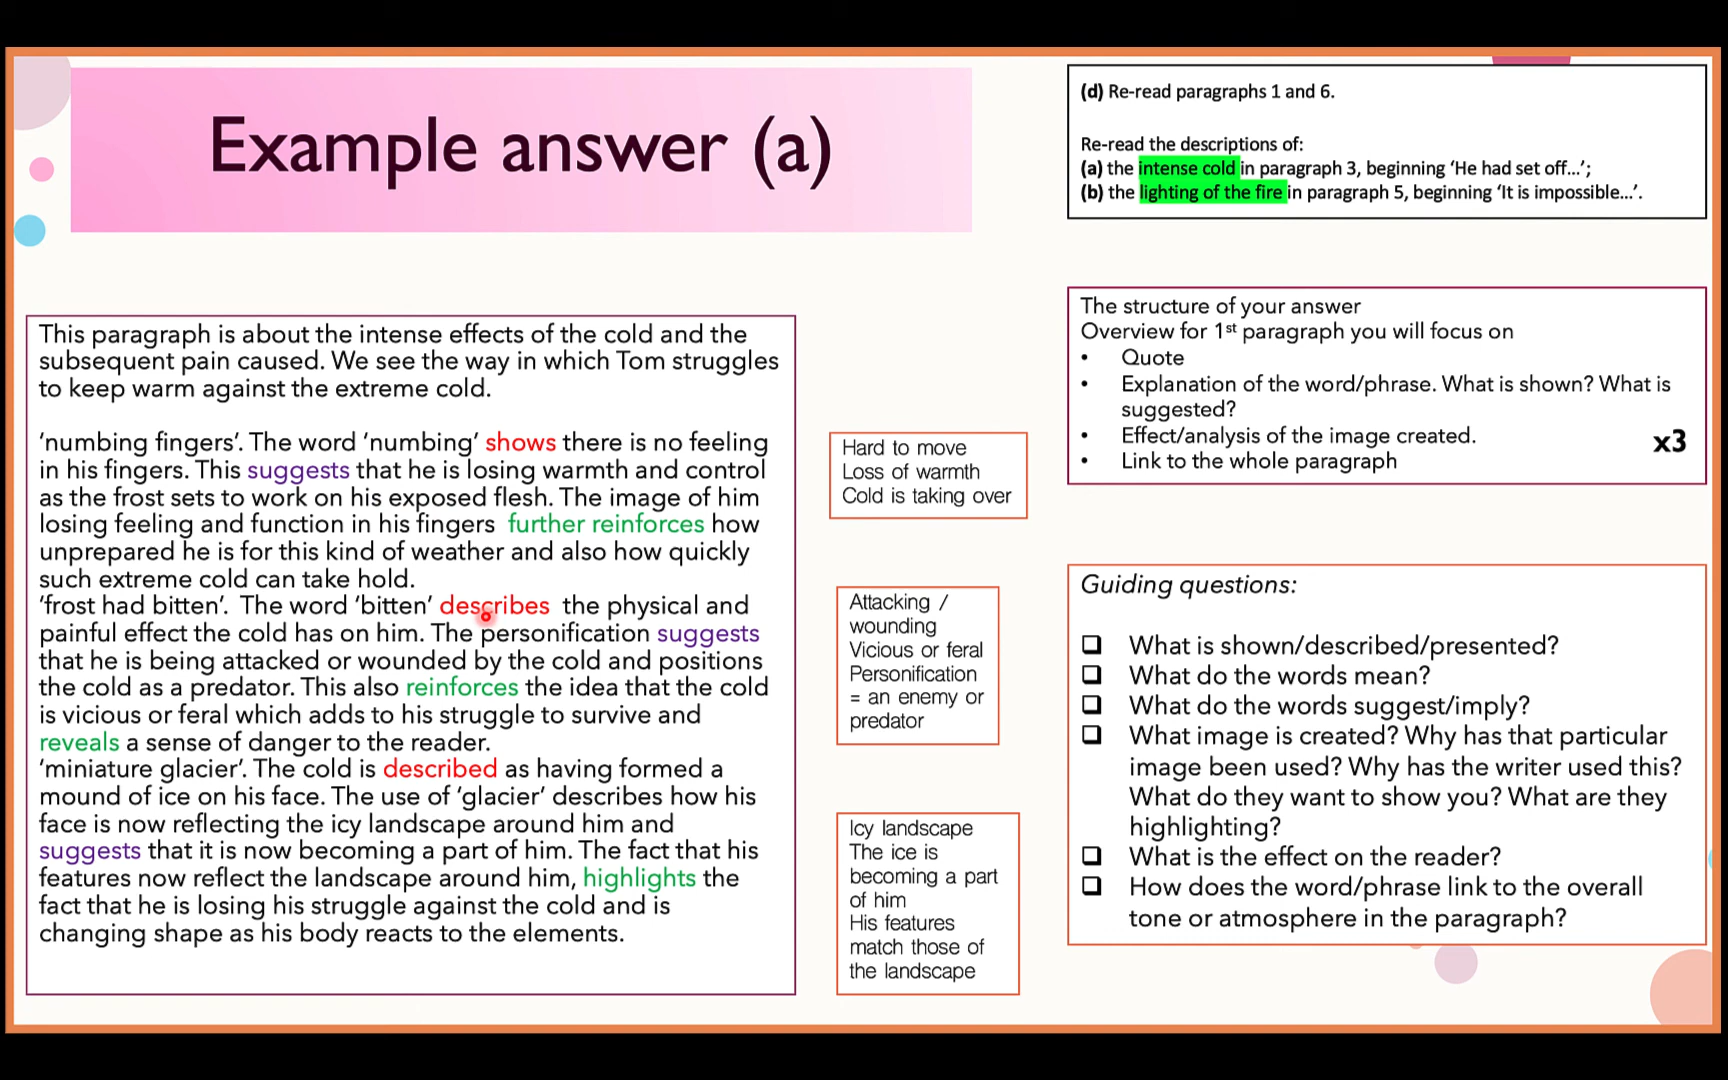 Example answer (a)
(d) Re-read paragraphs 1 and 6.
Re-read the descriptions of:
(a) the intense cold in paragraph 3, beginning ‘He had set off...’;
(b) the lighting of the fire in paragraph 5, beginning ‘It is impossible...’.
This paragraph is about the intense effects of the cold and the
subsequent pain caused. We see the way in which Tom struggles
to keep warm against the extreme cold.
‘numbing fingers’. The word ‘numbing’ shows there is no feeling
in his fingers. This suggests that he is losing warmth and control
as the frost sets to work on his exposed flesh. The image of him
losing feeling and function in his fingers further reinforces how
unprepared he is for this kind of weather and also how quickly
such extreme cold can take hold.
‘frost had bitten’. The word ‘bitten’ describes the physical and
painful effect the cold has on him. The personification suggests
that he is being attacked or wounded by the cold and positions
the cold as a predator. This also reinforces the idea that the cold
is vicious or feral which adds to his struggle to survive and
reveals a sense of danger to the reader.
‘miniature glacier’. The cold is described as having formed a
mound of ice on his face. The use of ‘glacier’ describes how his
face is now reflecting the icy landscape around him and
suggests that it is now becoming a part of him. The fact that his
features now reflect the landscape around him, highlights the
fact that he is losing his struggle against the cold and is
changing shape as his body reacts to the elements.
Hard to move
Loss of warmth
Cold is taking over
Attacking /
wounding
Vicious or feral
Personification
= an enemy or
predator
Icy landscape
The ice is
becoming a part
of him
His features
match those of
the landscape
The structure of your answer
Overview for 1st paragraph you will focus on
• Quote
• Explanation of the word/phrase. What is shown? What is
suggested?
• Effect/analysis of the image created.
• Link to the whole paragraph
x3
Guiding questions:
❑ What is shown/described/presented?
❑ What do the words mean?
❑ What do the words suggest/imply?
❑ What image is created? Why has that particular
image been used? Why has the writer used this?
What do they want to show you? What are they
highlighting?
❑ What is the effect on the reader?
❑ How does the word/phrase link to the overall
tone or atmosphere in the paragraph?